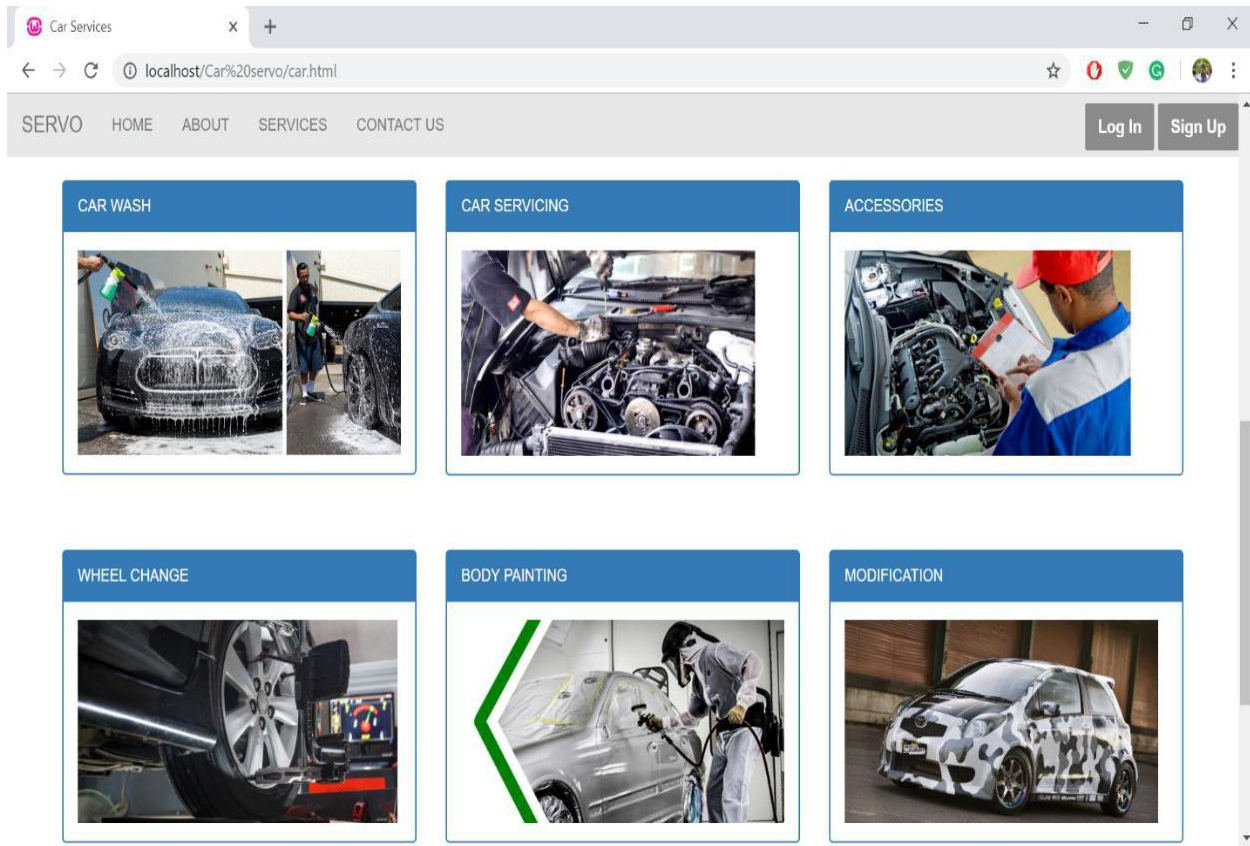 Car Services
localhost/Car%20servo/car.html
SERVO HOME ABOUT SERVICES CONTACT US Log In Sign Up
CAR WASH CAR SERVICING ACCESSORIES
WHEEL CHANGE BODY PAINTING MODIFICATION